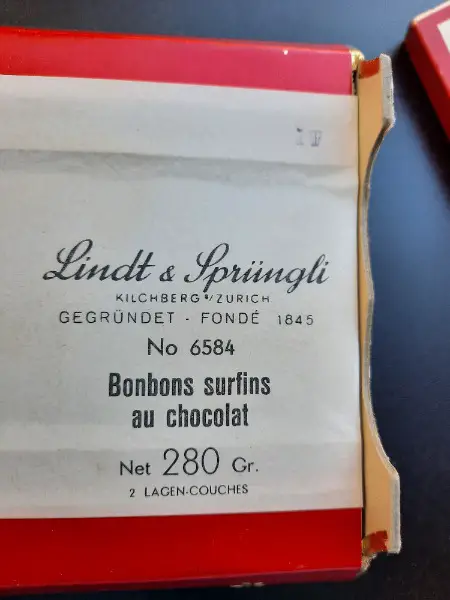 Lindt & Sprüngli
KILCHBERG B/ZURICH
GEGRÜNDET - FONDÉ 1845
No 6584
Bonbons surfins
au chocolat
Net 280 Gr.
2 LAGEN-COUCHES